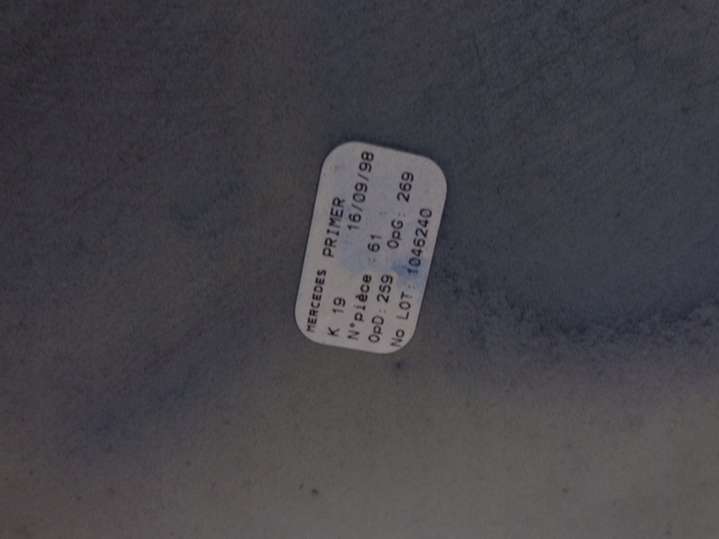 MERCEDES PRIMER
K 19 16/09/98
N°pièce : 61
OpD: 259 OpG: 269
No LOT: 1046240